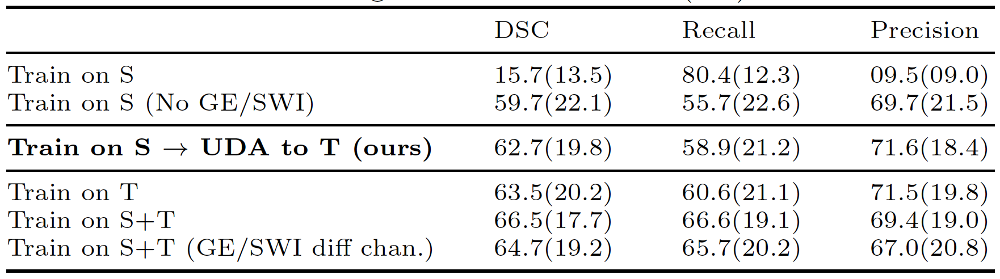 DSC Recall Precision
Train on S 15.7(13.5) 80.4(12.3) 09.5(09.0)
Train on S (No GE/SWI) 59.7(22.1) 55.7(22.6) 69.7(21.5)
Train on S → UDA to T (ours) 62.7(19.8) 58.9(21.2) 71.6(18.4)
Train on T 63.5(20.2) 60.6(21.1) 71.5(19.8)
Train on S+T 66.5(17.7) 66.6(19.1) 69.4(19.0)
Train on S+T (GE/SWI diff chan.) 64.7(19.2) 65.7(20.2) 67.0(20.8)